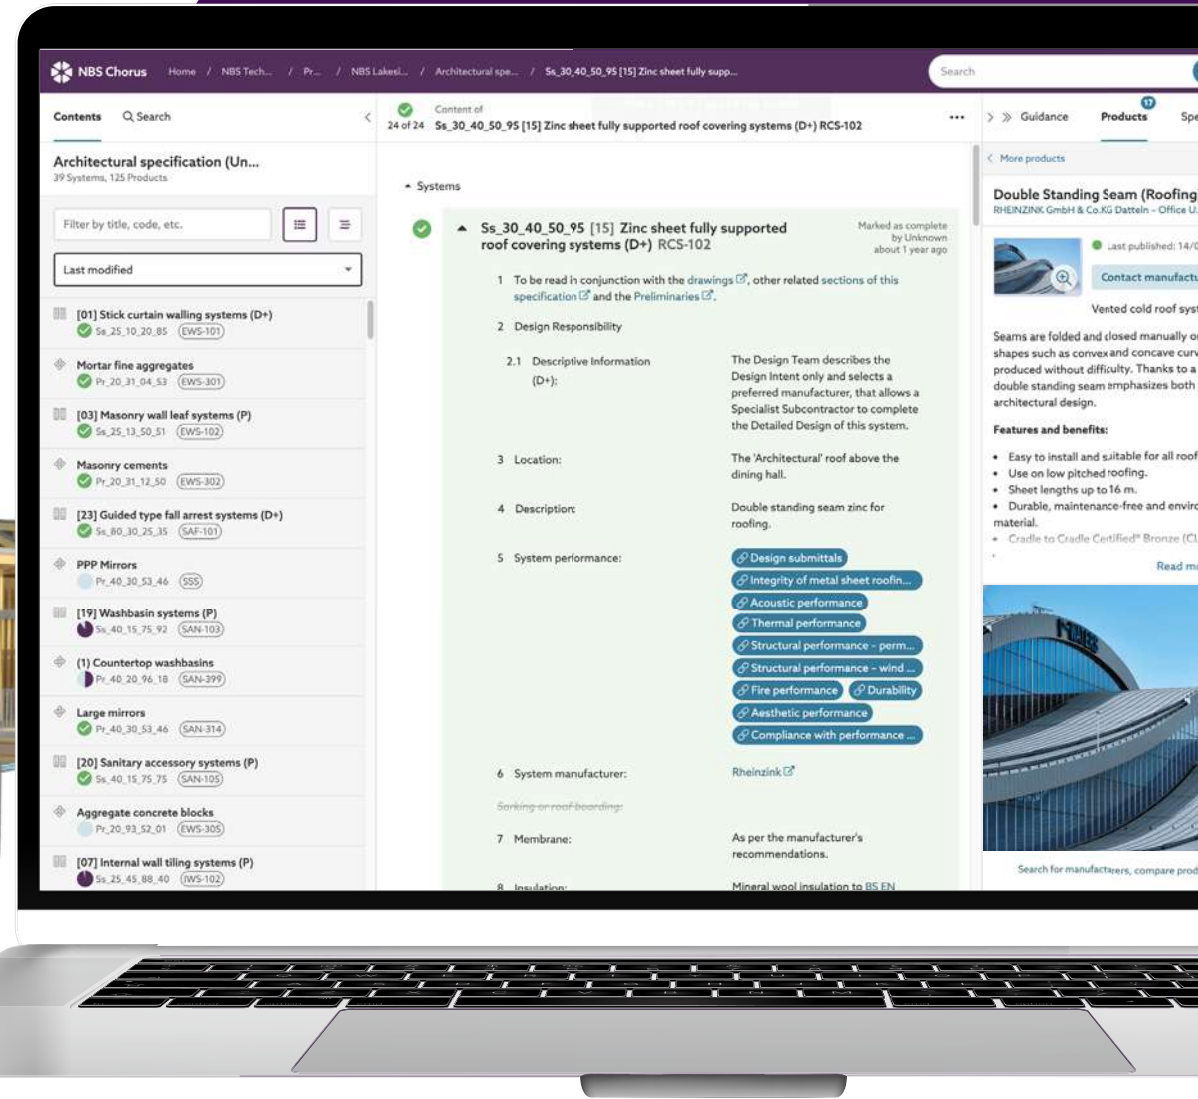 NBS Chorus Home / NBS Tech... / Pr... / NBS Lakesi... / Architectural spe... / Ss_30_40_50_95 [15] Zinc sheet fully supp...
Search
Contents Search
Architectural specification (Un...
39 Systems, 125 Products
Filter by title, code, etc.
Last modified
[01] Stick curtain walling systems (D+)
Ss_25_10_20_85 EWS-101
Mortar fine aggregates
Pr_20_31_04_53 EWS-301
[03] Masonry wall leaf systems (P)
Ss_25_13_50_51 EWS-102
Masonry cements
Pr_20_31_12_50 EWS-302
[23] Guided type fall arrest systems (D+)
Ss_80_30_25_35 SAF-101
PPP Mirrors
Pr_40_30_53_46 SSS
[19] Washbasin systems (P)
Ss_40_15_75_92 SAN-103
(1) Countertop washbasins
Pr_40_20_96_18 SAN-399
Large mirrors
Pr_40_30_53_46 SAN-314
[20] Sanitary accessory systems (P)
Ss_40_15_75_75 SAN-105
Aggregate concrete blocks
Pr_20_93_52_01 EWS-305
[07] Internal wall tiling systems (P)
Ss_25_45_88_40 IWS-102
Content of
24 of 24 Ss_30_40_50_95 [15] Zinc sheet fully supported roof covering systems (D+) RCS-102
Systems
Ss_30_40_50_95 [15] Zinc sheet fully supported
roof covering systems (D+) RCS-102
Marked as complete
by Unknown
about 1 year ago
1 To be read in conjunction with the drawings, other related sections of this
specification and the Preliminaries.
2 Design Responsibility
2.1 Descriptive Information
(D+):
The Design Team describes the
Design Intent only and selects a
preferred manufacturer, that allows a
Specialist Subcontractor to complete
the Detailed Design of this system.
3 Location:
The 'Architectural' roof above the
dining hall.
4 Description:
Double standing seam zinc for
roofing.
5 System performance:
Design submittals
Integrity of metal sheet roofin...
Acoustic performance
Thermal performance
Structural performance - perm...
Structural performance - wind ...
Fire performance Durability
Aesthetic performance
Compliance with performance ...
6 System manufacturer:
Rheinzink
Sarking or roof boarding:
7 Membrane:
As per the manufacturer's
recommendations.
8 Insulation:
Mineral wool insulation to BS EN
17
Guidance Products Spe
More products
Double Standing Seam (Roofing)
RHEINZINK GmbH & Co.KG Datteln - Office U.
Last published: 14/0
Contact manufactu
Vented cold roof syst
Seams are folded and closed manually o
shapes such as convex and concave curv
produced without difficulty. Thanks to a
double standing seam emphasizes both
architectural design.
Features and benefits:
• Easy to install and suitable for all roof
• Use on low pitched roofing.
• Sheet lengths up to 16 m.
• Durable, maintenance-free and enviro
material.
• Cradle to Cradle Certified® Bronze (CL
Read mo
Search for manufacturers, compare prod